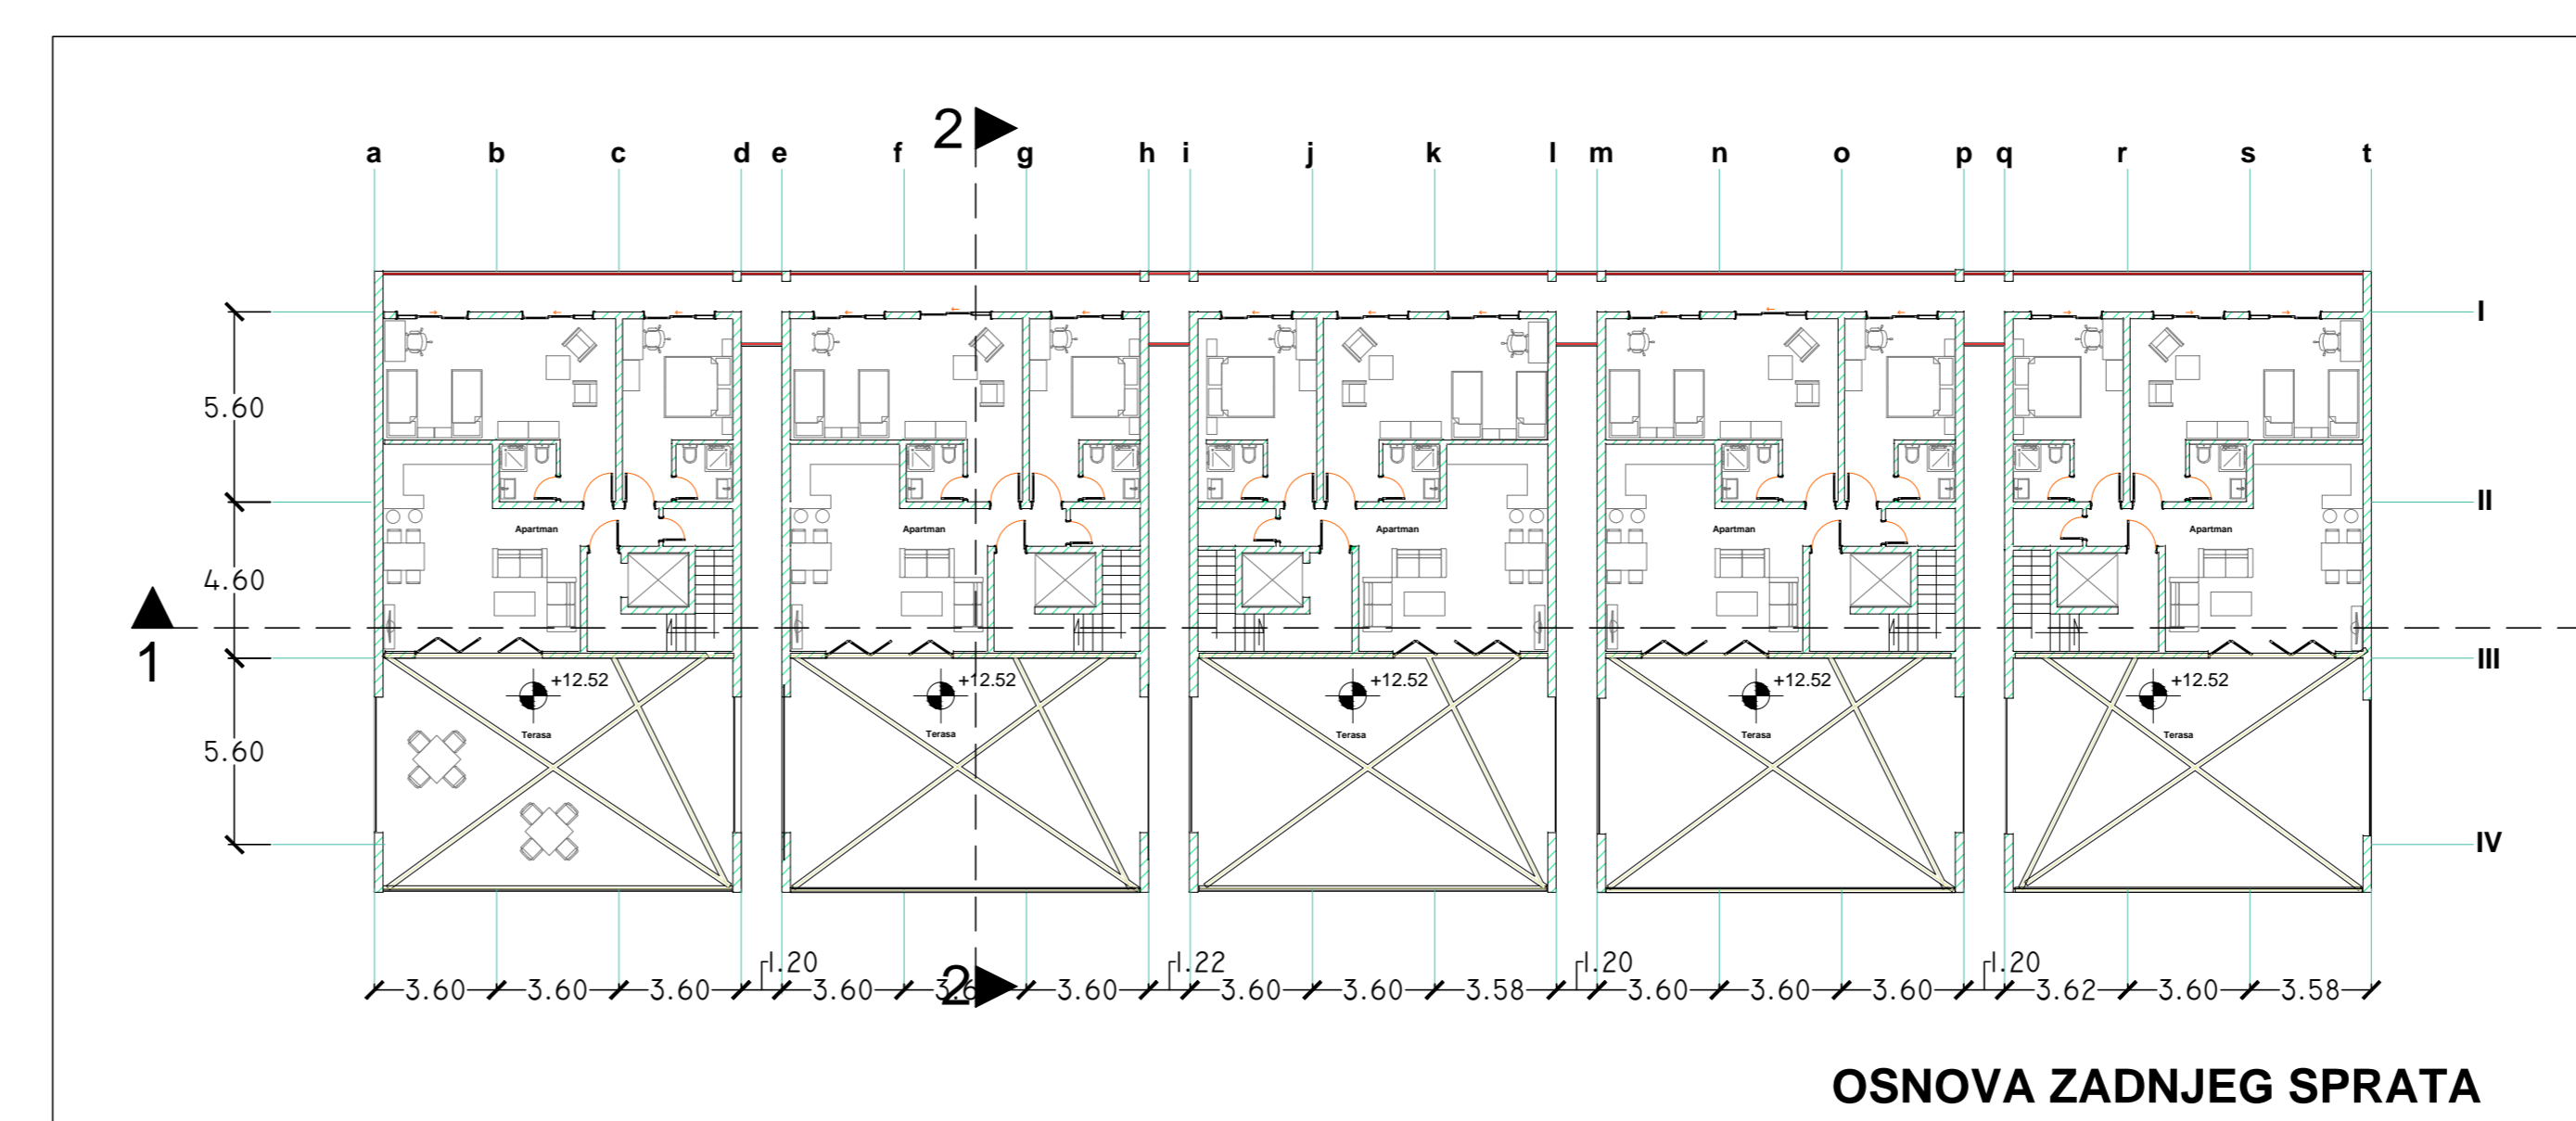 2
a b c d e f g h i j k l m n o p q r s t
I
5.60
II
Apartman Apartman Apartman Apartman Apartman
4.60
1
III
+12.52 +12.52 +12.52 +12.52 +12.52
Terasa Terasa Terasa Terasa Terasa
5.60
IV
1.20 1.22 1.20 1.20
3.60 3.60 3.60 3.60 3.60 3.60 3.60 3.58 3.60 3.60 3.60 3.62 3.60 3.58
2
OSNOVA ZADNJEG SPRATA